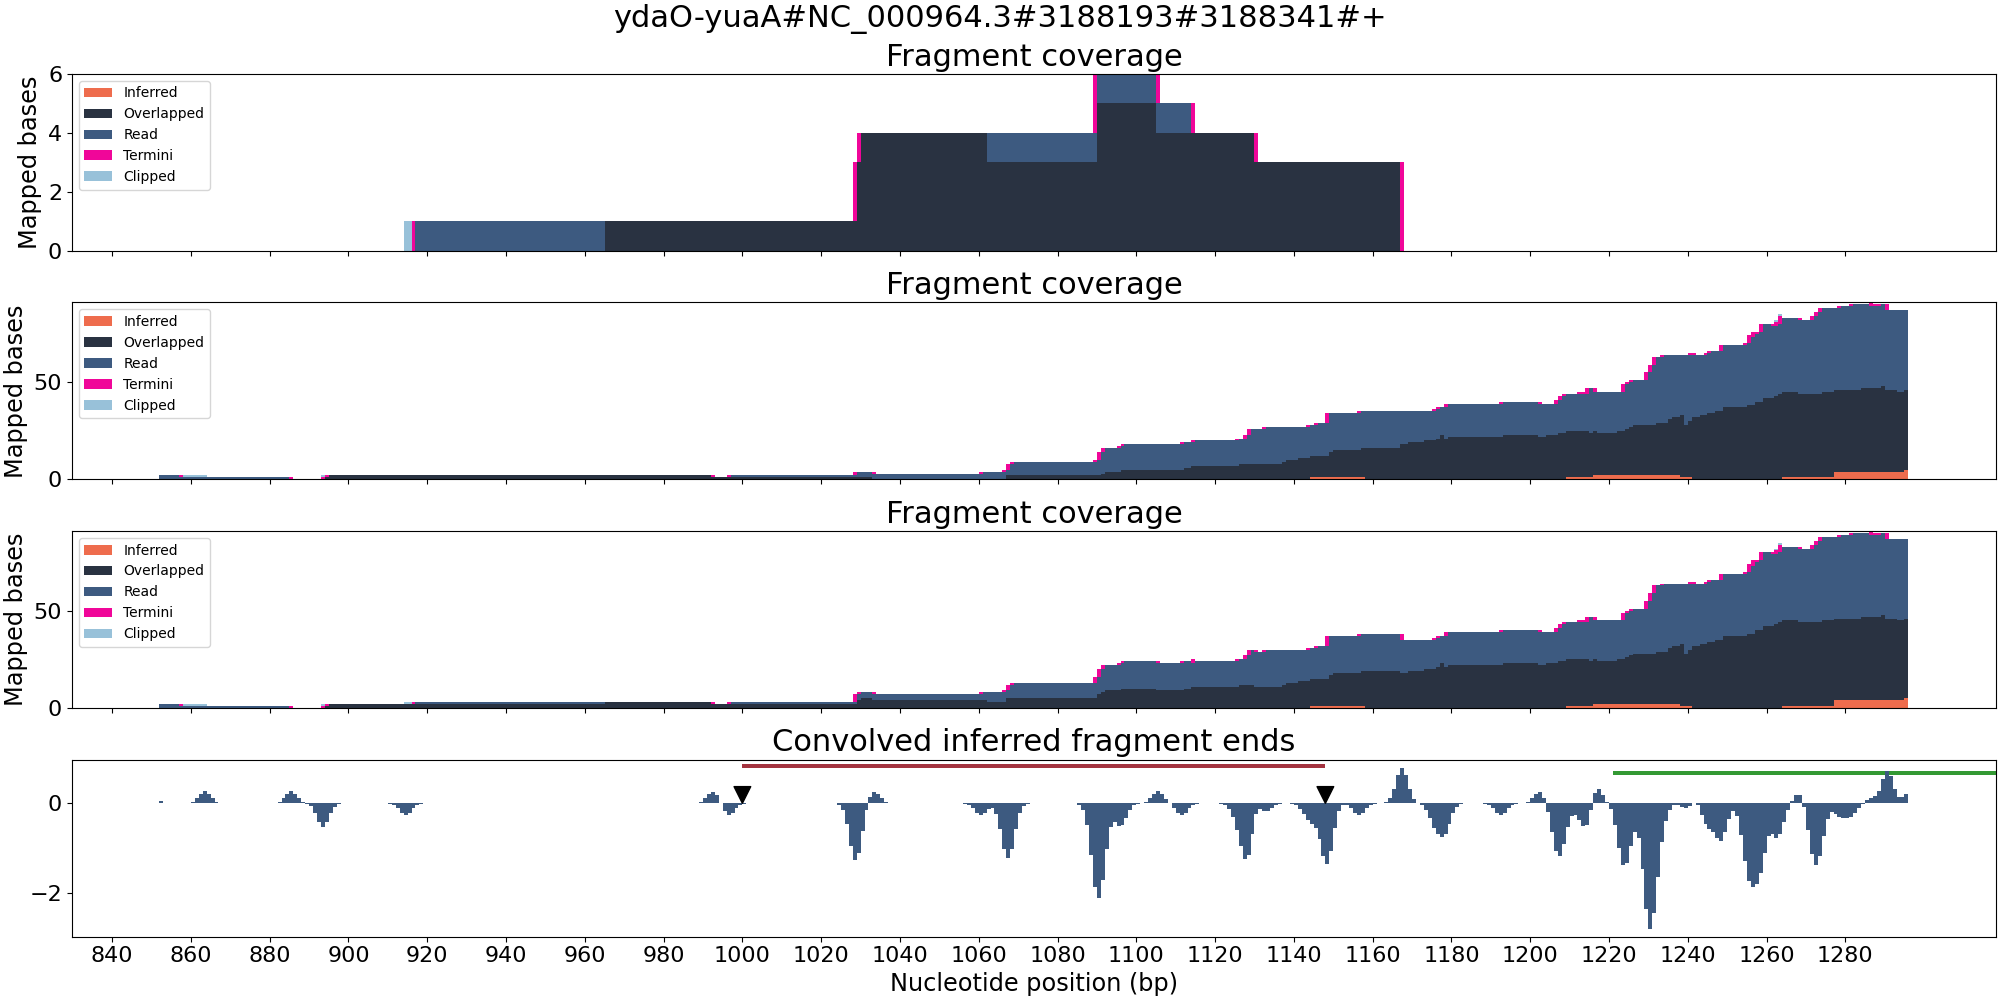 ydaO-yuaA#NC_000964.3#3188193#3188341#+
Fragment coverage
Mapped bases
6
4
2
0
Inferred
Overlapped
Read
Termini
Clipped
Fragment coverage
Mapped bases
50
0
Inferred
Overlapped
Read
Termini
Clipped
Fragment coverage
Mapped bases
50
0
Inferred
Overlapped
Read
Termini
Clipped
Convolved inferred fragment ends
0
−2
840 860 880 900 920 940 960 980 1000 1020 1040 1060 1080 1100 1120 1140 1160 1180 1200 1220 1240 1260 1280
Nucleotide position (bp)